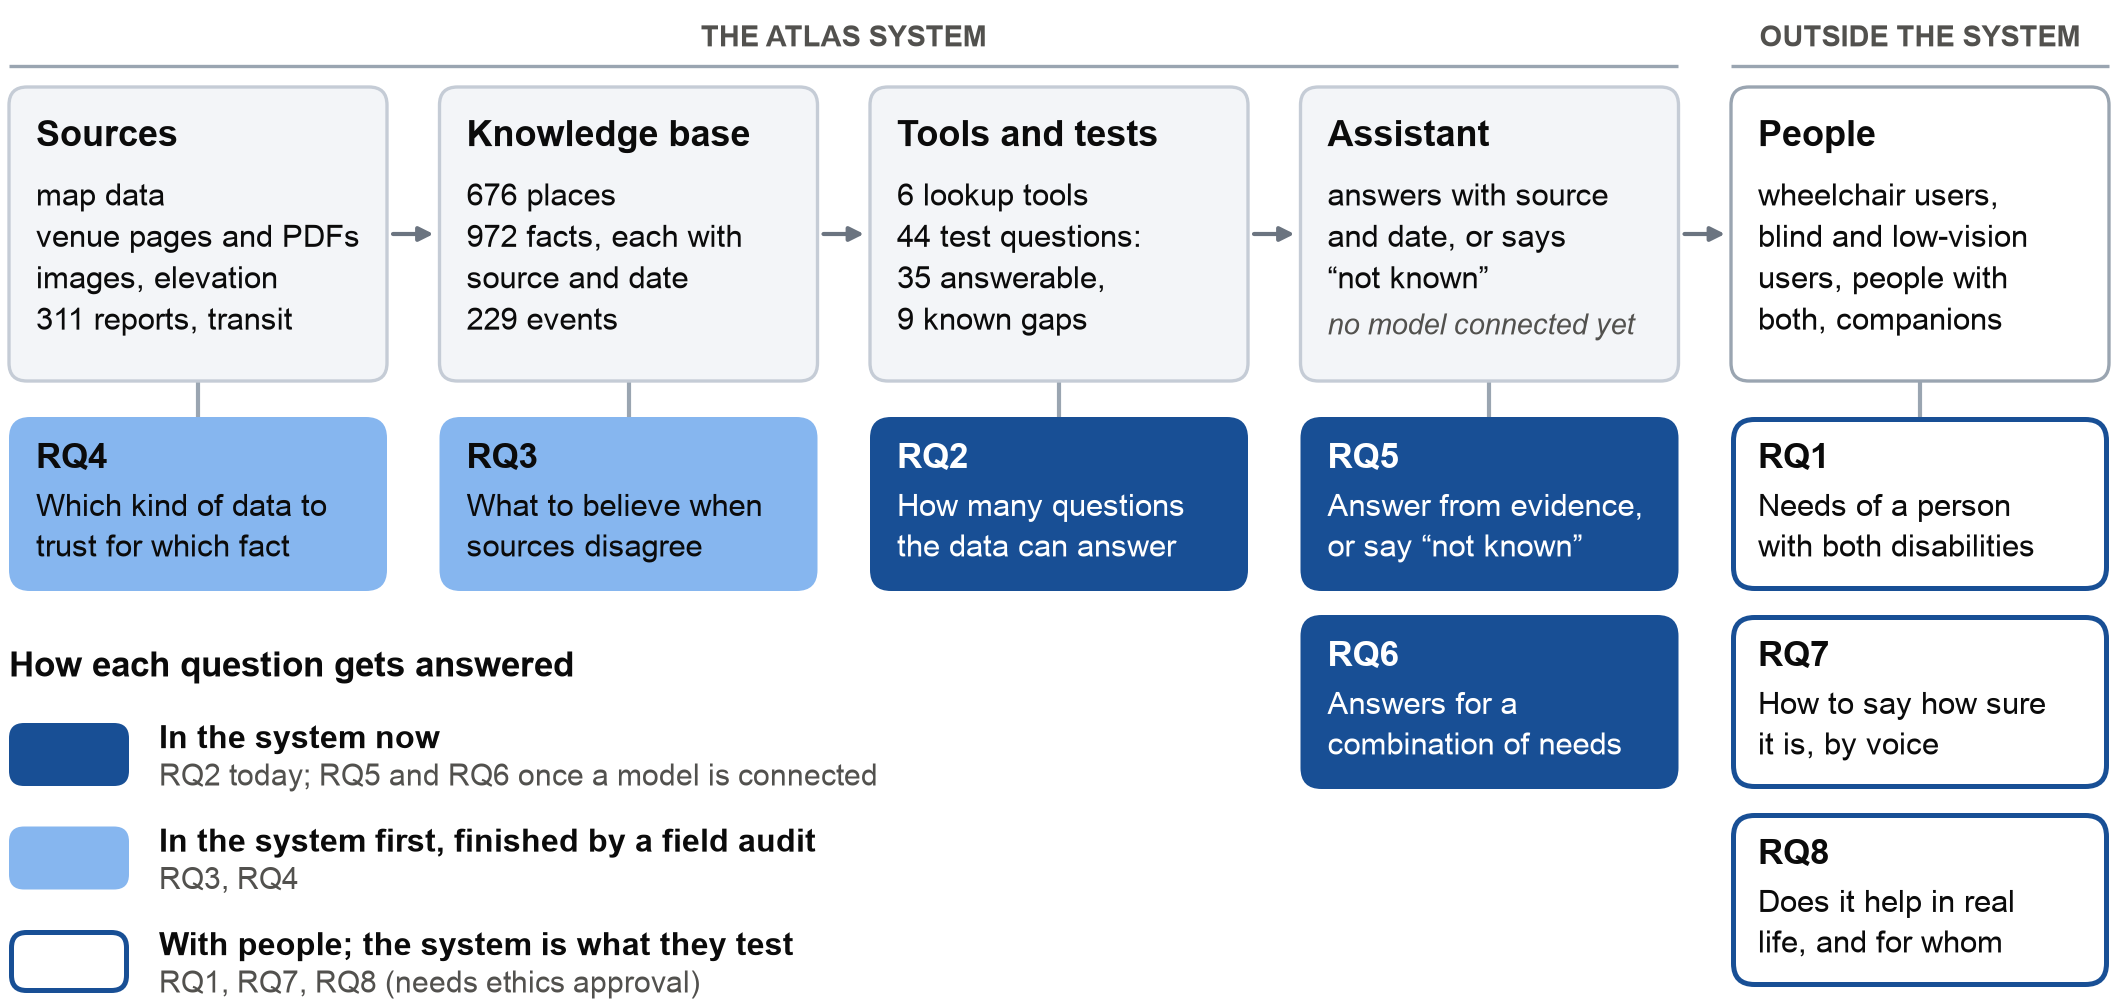 THE ATLAS SYSTEM
OUTSIDE THE SYSTEM
Sources
map data
venue pages and PDFs
images, elevation
311 reports, transit
Knowledge base
676 places
972 facts, each with
source and date
229 events
Tools and tests
6 lookup tools
44 test questions:
35 answerable,
9 known gaps
Assistant
answers with source
and date, or says
“not known”
no model connected yet
People
wheelchair users,
blind and low-vision
users, people with
both, companions
RQ4
Which kind of data to
trust for which fact
RQ3
What to believe when
sources disagree
RQ2
How many questions
the data can answer
RQ5
Answer from evidence,
or say “not known”
RQ1
Needs of a person
with both disabilities
RQ6
Answers for a
combination of needs
RQ7
How to say how sure
it is, by voice
RQ8
Does it help in real
life, and for whom
How each question gets answered
In the system now
RQ2 today; RQ5 and RQ6 once a model is connected
In the system first, finished by a field audit
RQ3, RQ4
With people; the system is what they test
RQ1, RQ7, RQ8 (needs ethics approval)